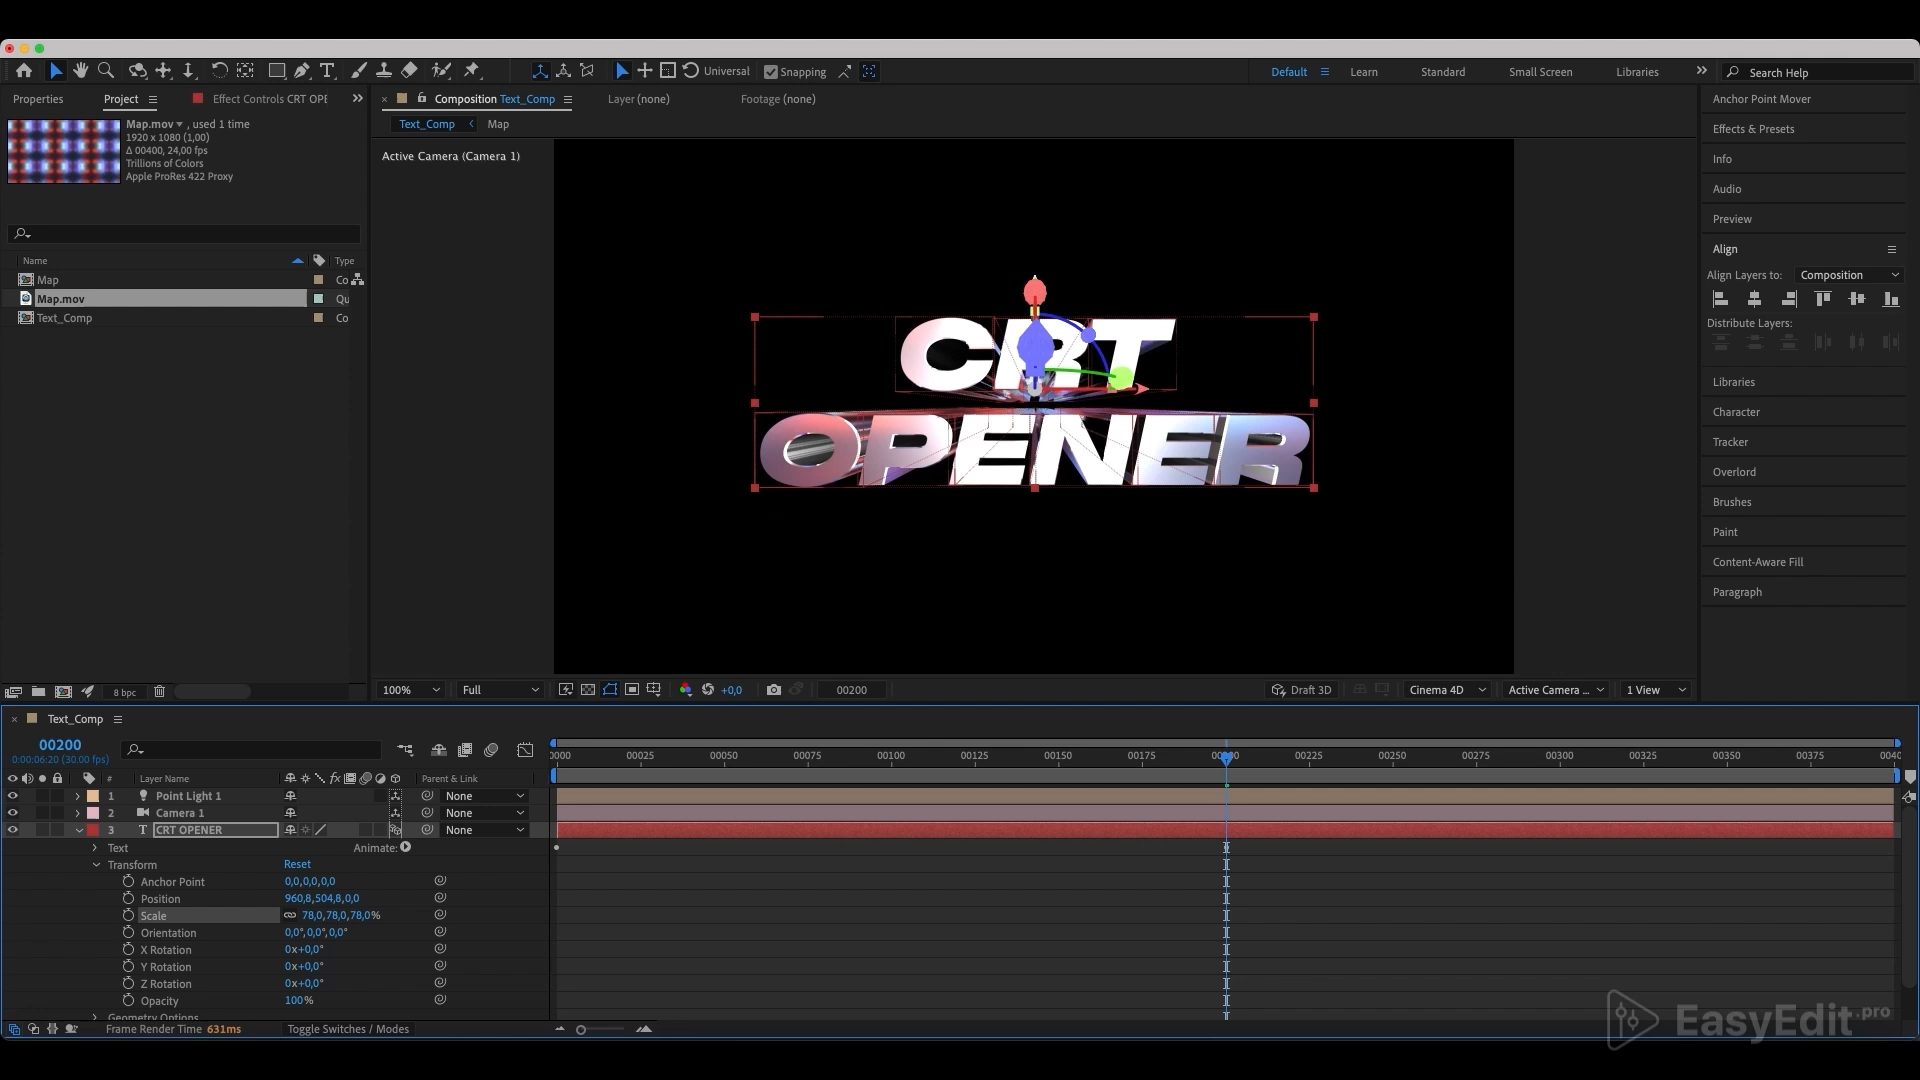 Universal
Snapping
Default
Learn
Standard
Small Screen
Libraries
Search Help
Properties
Project
Effect Controls CRT OPE
Composition Text_Comp
Layer (none)
Footage (none)
Text_Comp
Map
Map.mov , used 1 time
1920 x 1080 (1,00)
Δ 00400, 24,00 fps
Trillions of Colors
Apple ProRes 422 Proxy
Active Camera (Camera 1)
Name
Type
Map
Co
Map.mov
Qu
Text_Comp
Co
CRT
OPENER
Anchor Point Mover
Effects & Presets
Info
Audio
Preview
Align
Align Layers to:
Composition
Distribute Layers:
Libraries
Character
Tracker
Overlord
Brushes
Paint
Content-Aware Fill
Paragraph
8 bpc
100%
Full
+0,0
00200
Draft 3D
Cinema 4D
Active Camera ...
1 View
Text_Comp
00200
0:00:06:20 (30.00 fps)
0000
00025
00050
00075
00100
00125
00150
00175
00225
00250
00275
00300
00325
00350
00375
0040
#
Layer Name
fx
Parent & Link
1
Point Light 1
None
2
Camera 1
None
3
T
CRT OPENER
None
Text
Animate:
Transform
Reset
Anchor Point
0,0,0,0,0,0
Position
960,8,504,8,0,0
Scale
78,0,78,0,78,0%
Orientation
0,0°,0,0°,0,0°
X Rotation
0x+0,0°
Y Rotation
0x+0,0°
Z Rotation
0x+0,0°
Opacity
100%
Geometry Options
Frame Render Time 631ms
Toggle Switches / Modes
EasyEdit.pro